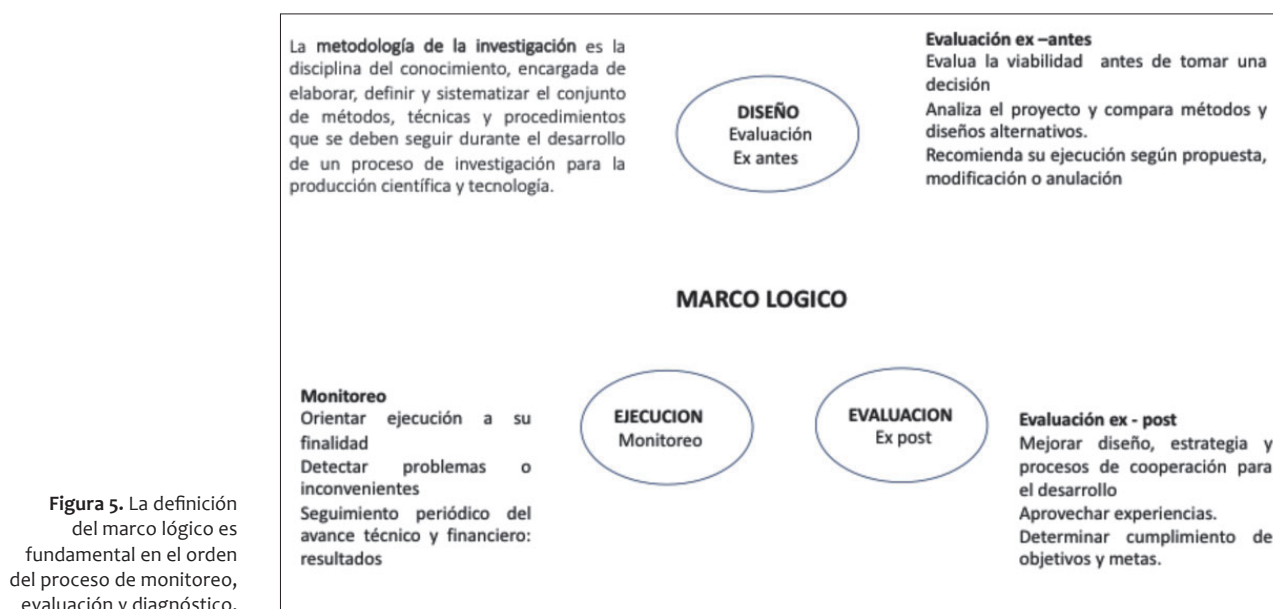 La metodología de la investigación es la
disciplina del conocimiento, encargada de
elaborar, definir y sistematizar el conjunto
de métodos, técnicas y procedimientos
que se deben seguir durante el desarrollo
de un proceso de investigación para la
producción científica y tecnología.
DISEÑO
Evaluación
Ex antes
Evaluación ex –antes
Evalua la viabilidad antes de tomar una
decisión
Analiza el proyecto y compara métodos y
diseños alternativos.
Recomienda su ejecución según propuesta,
modificación o anulación
MARCO LOGICO
Monitoreo
Orientar ejecución a su
finalidad
Detectar problemas o
inconvenientes
Seguimiento periódico del
avance técnico y financiero:
resultados
EJECUCION
Monitoreo
EVALUACION
Ex post
Evaluación ex - post
Mejorar diseño, estrategia y
procesos de cooperación para
el desarrollo
Aprovechar experiencias.
Determinar cumplimiento de
objetivos y metas.
Figura 5. La definición
del marco lógico es
fundamental en el orden
del proceso de monitoreo,
evaluación y diagnóstico.